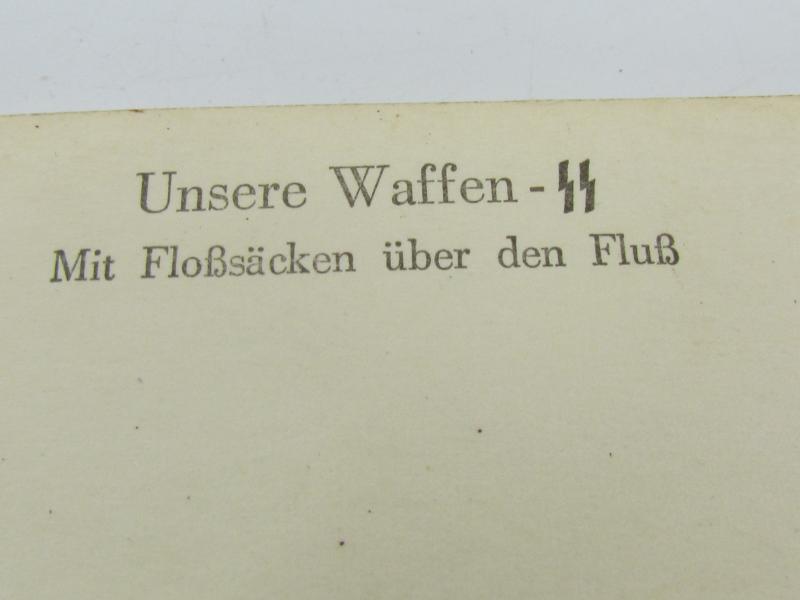 Unsere Waffen - ᛋᛋ
Mit Floßsäcken über den Fluß